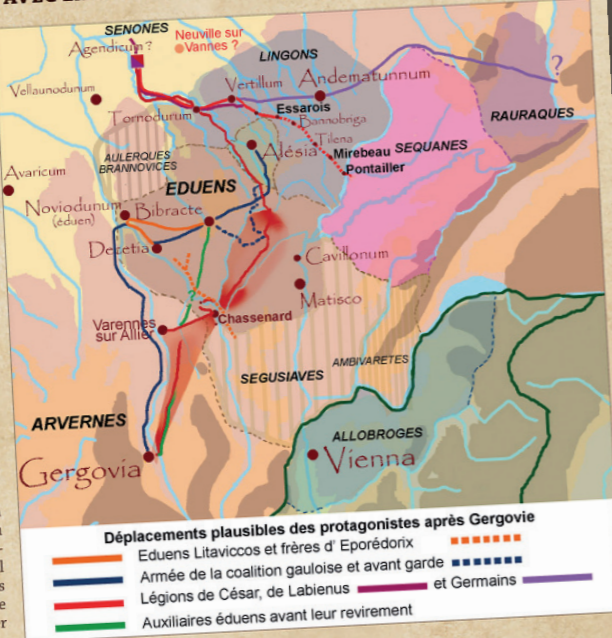 SENONES
Agendicum ?
Neuville sur
Vannes ?
LINGONS
Vellaunodunum
Vertillum
Andematunnum
?
Tornodurum
Essarois
Bannobriga
RAURAQUES
Tilena
Alésia
Mirebeau
SEQUANES
Pontailler
AULERQUES
BRANNOVICES
Avaricum
EDUENS
Noviodunum
(éduen)
Bibracte
Decetia
Cavillonum
Matisco
?
Chassenard
Varennes
sur Allier
AMBIVARETES
SEGUSIAVES
ARVERNES
ALLOBROGES
Gergovia
Vienna
Déplacements plausibles des protagonistes après Gergovie
Eduens Litaviccos et frères d' Eporédorix
Armée de la coalition gauloise et avant garde
Légions de César, de Labienus et Germains
Auxiliaires éduens avant leur revirement